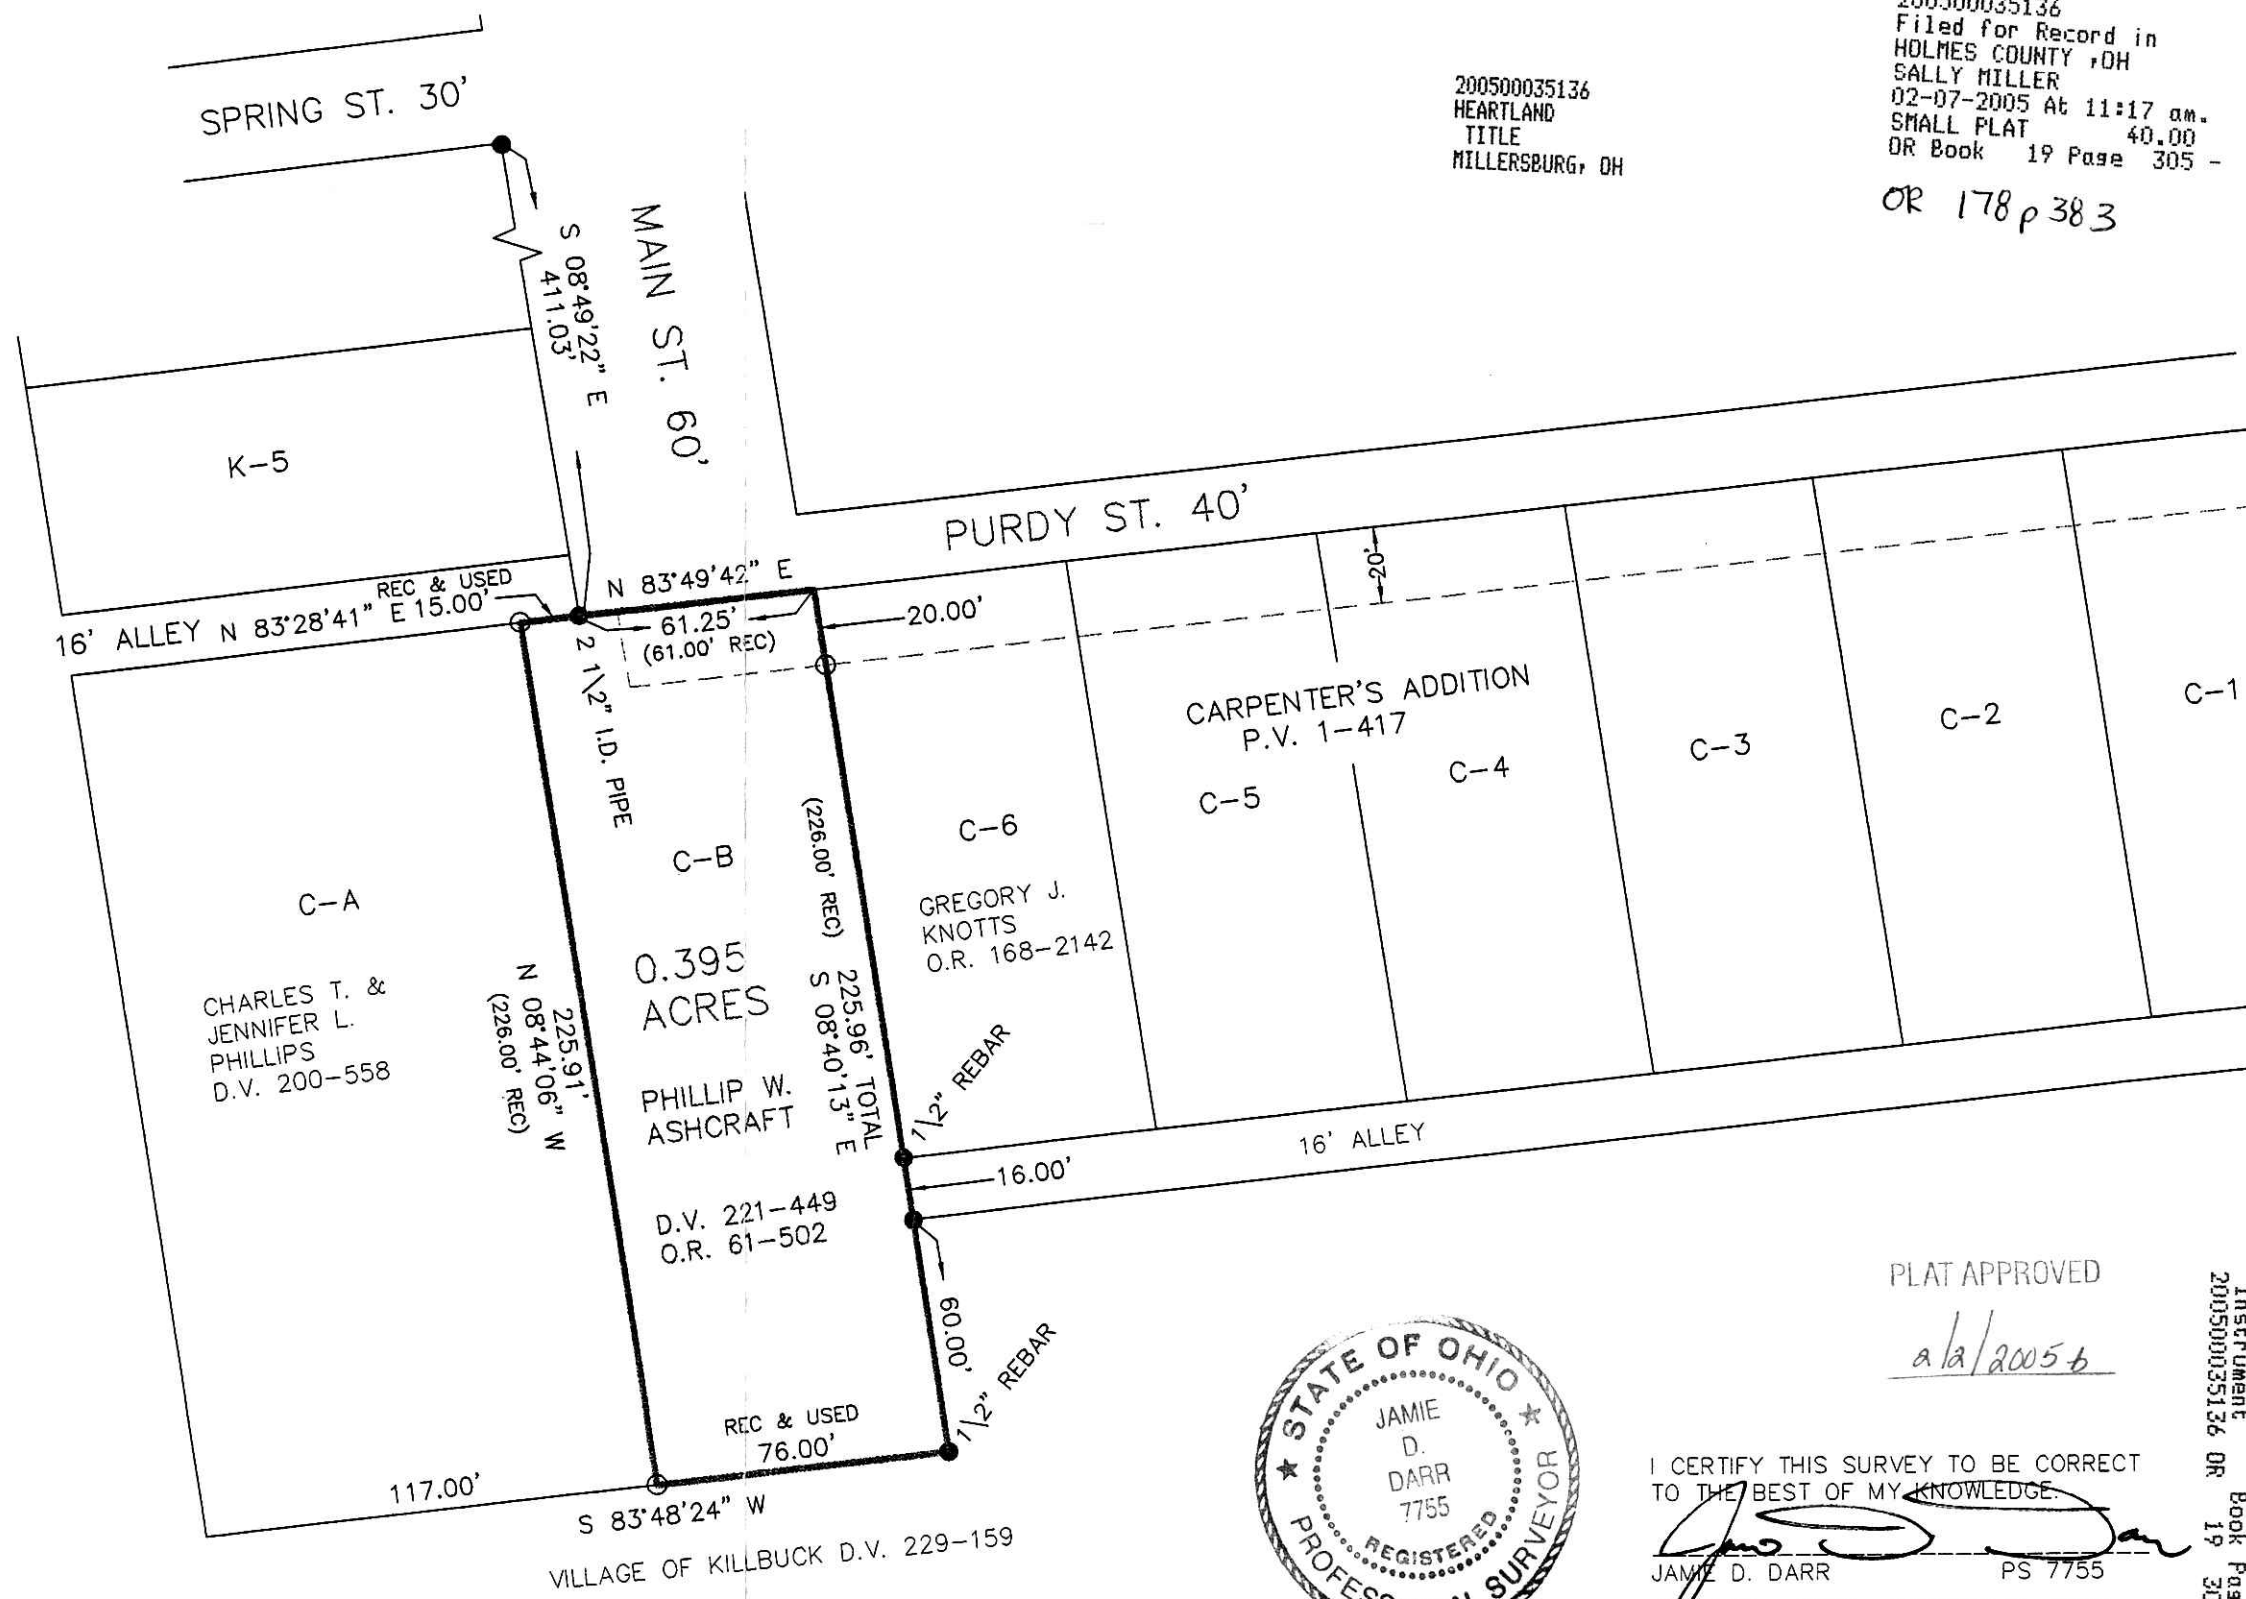 200500035136
Filed for Record in
HOLMES COUNTY ,OH
SALLY MILLER
02-07-2005 At 11:17 am.
SMALL PLAT 40.00
OR Book 19 Page 305 -
OR 178 p 383
200500035136
HEARTLAND
TITLE
MILLERSBURG, OH
SPRING ST. 30'
MAIN ST. 60'
S 08°49'22" E
411.03'
K-5
PURDY ST. 40'
REC & USED
16' ALLEY N 83°28'41" E 15.00'
N 83°49'42" E
61.25'
(61.00' REC)
20.00'
20'
2 1\2" I.D. PIPE
CARPENTER'S ADDITION
P.V. 1-417
C-1
C-2
C-3
C-4
C-5
C-6
GREGORY J.
KNOTTS
O.R. 168-2142
C-B
0.395
ACRES
PHILLIP W.
ASHCRAFT
D.V. 221-449
O.R. 61-502
(226.00' REC)
225.96' TOTAL
S 08°40'13" E
C-A
CHARLES T. &
JENNIFER L.
PHILLIPS
D.V. 200-558
225.91'
N 08°44'06" W
(226.00' REC)
1/2" REBAR
16.00'
16' ALLEY
60.00'
1/2" REBAR
REC & USED
76.00'
117.00'
S 83°48'24" W
VILLAGE OF KILLBUCK D.V. 229-159
STATE OF OHIO
JAMIE
D.
DARR
7755
REGISTERED
SURVEYOR
PLAT APPROVED
2/2/2005
I CERTIFY THIS SURVEY TO BE CORRECT
TO THE BEST OF MY KNOWLEDGE.
JAMIE D. DARR PS 7755
Instrument
200500035136 OR Book 19